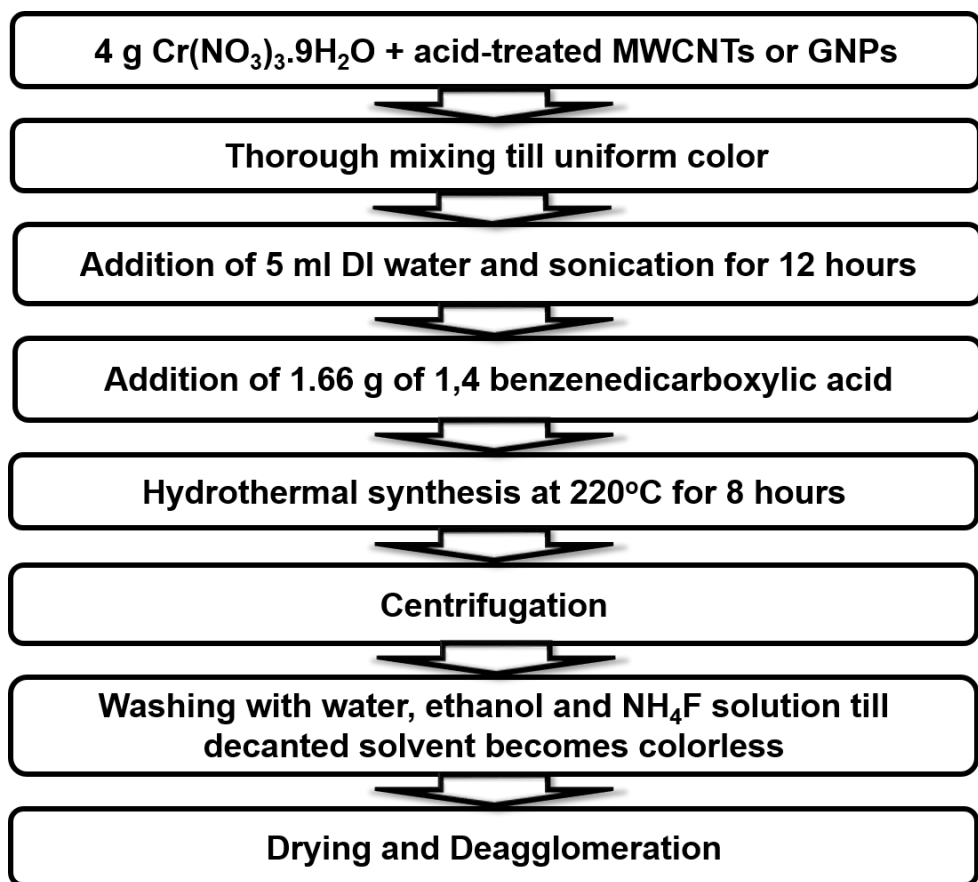 4 g Cr(NO₃)₃.9H₂O + acid-treated MWCNTs or GNPs
Thorough mixing till uniform color
Addition of 5 ml DI water and sonication for 12 hours
Addition of 1.66 g of 1,4 benzenedicarboxylic acid
Hydrothermal synthesis at 220ᵒC for 8 hours
Centrifugation
Washing with water, ethanol and NH₄F solution till
decanted solvent becomes colorless
Drying and Deagglomeration